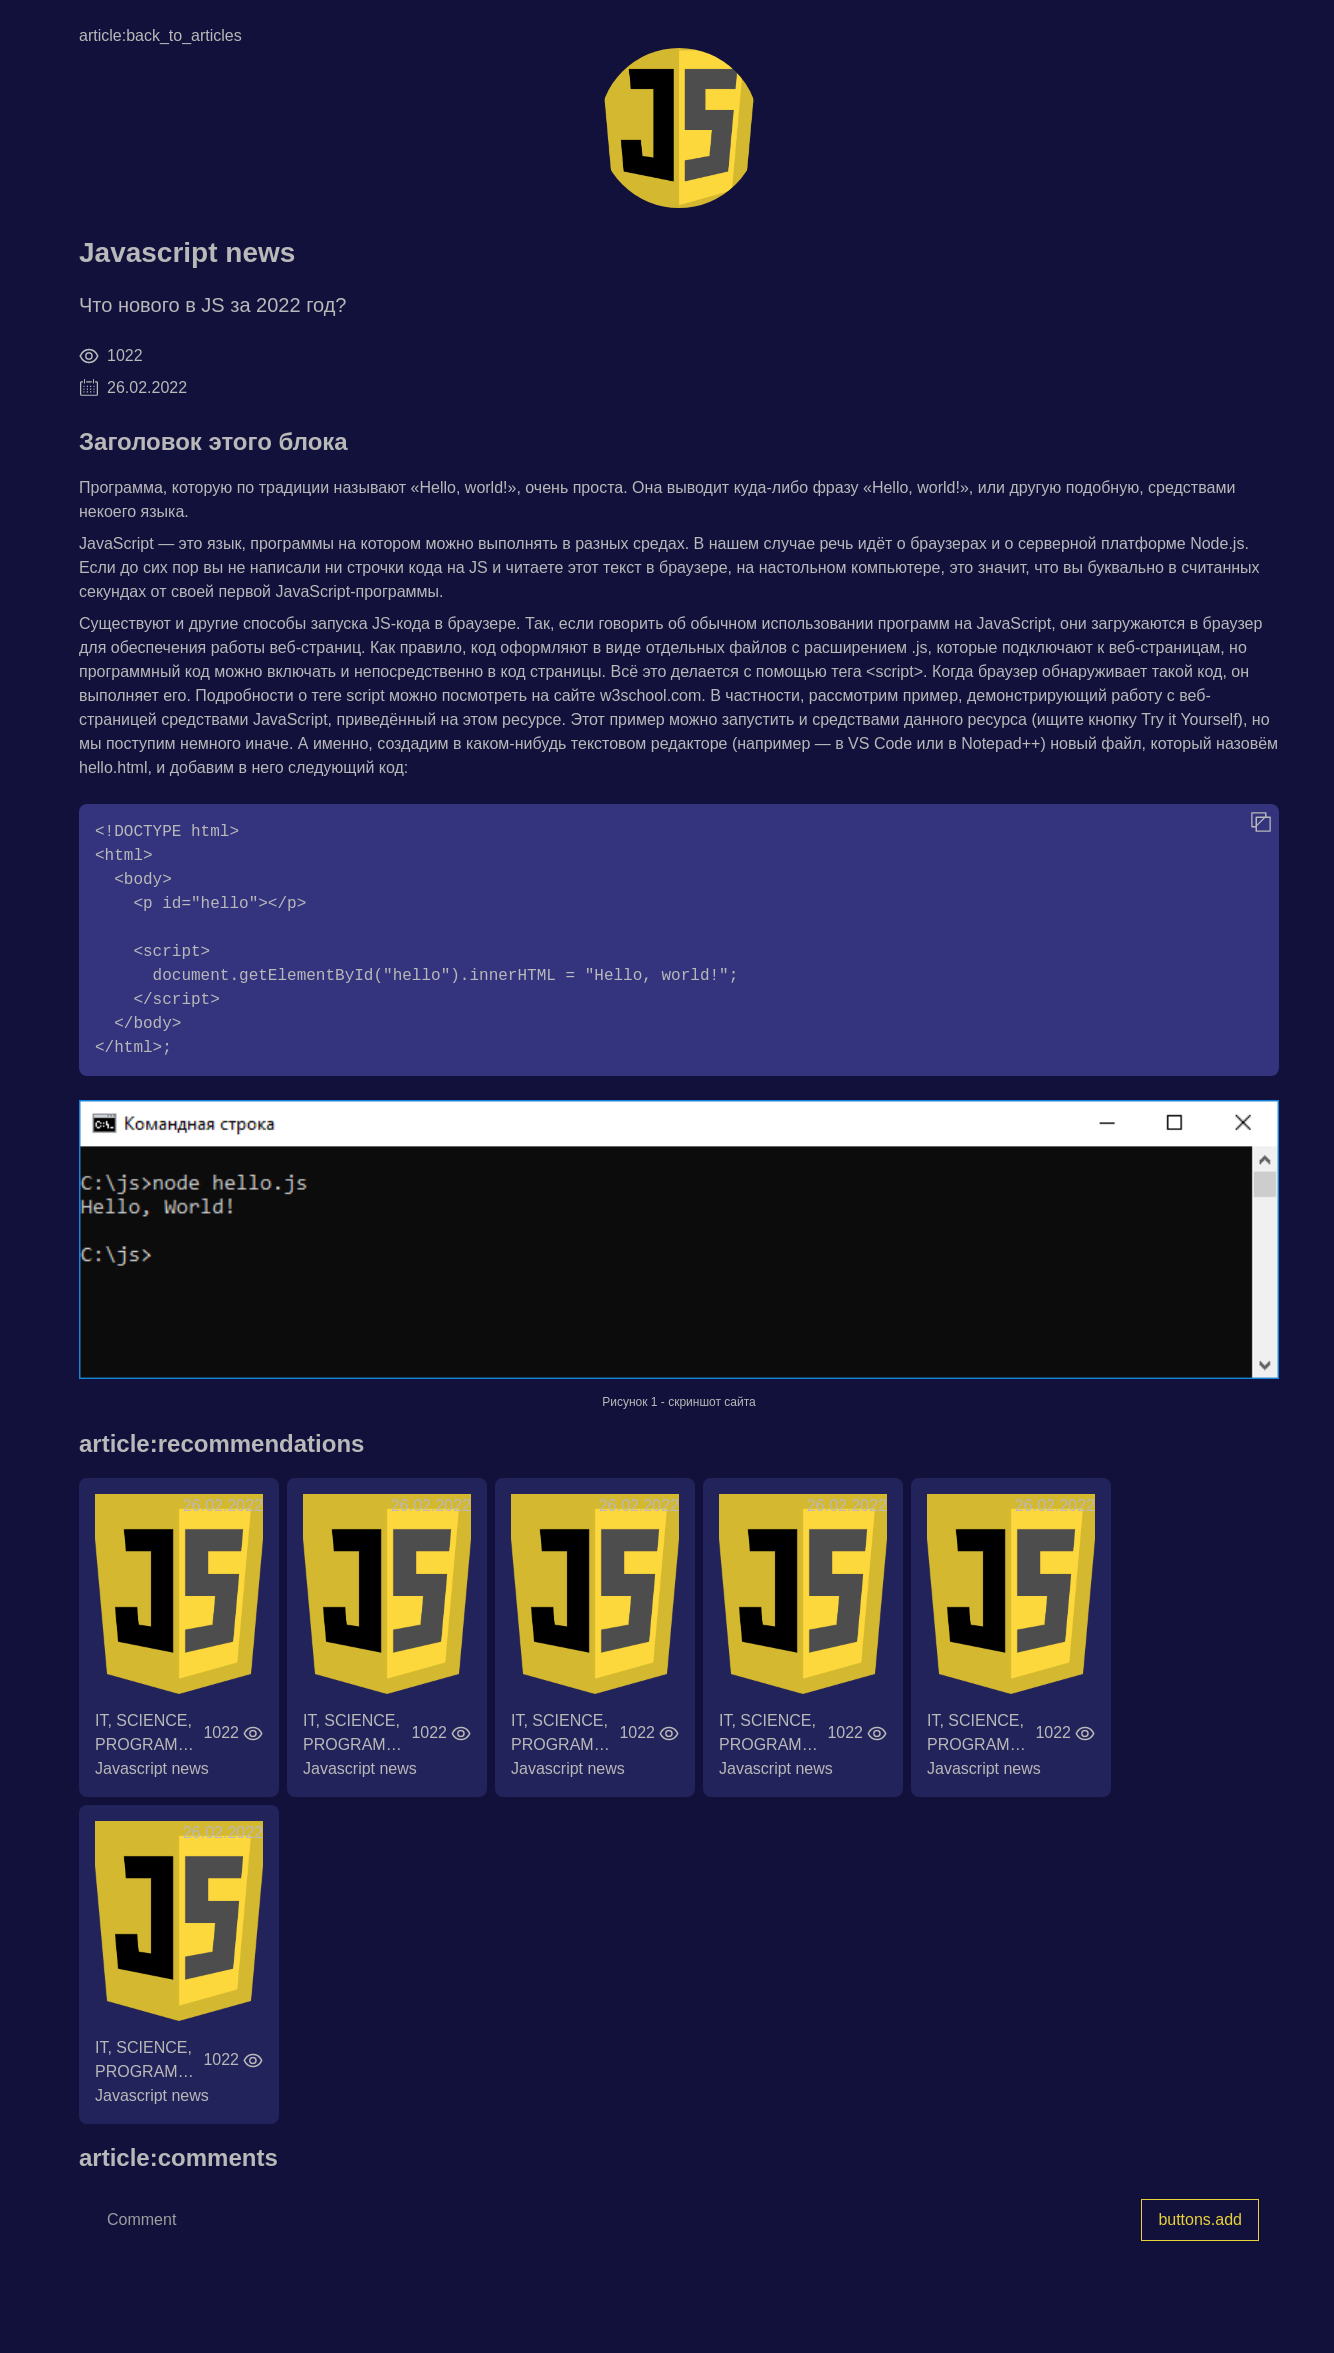 article:back_to_articles
JS
Javascript news
Что нового в JS за 2022 год?
1022
26.02.2022
Заголовок этого блока
Программа, которую по традиции называют «Hello, world!», очень проста. Она выводит куда-либо фразу «Hello, world!», или другую подобную, средствами
некоего языка.
JavaScript — это язык, программы на котором можно выполнять в разных средах. В нашем случае речь идёт о браузерах и о серверной платформе Node.js.
Если до сих пор вы не написали ни строчки кода на JS и читаете этот текст в браузере, на настольном компьютере, это значит, что вы буквально в считанных
секундах от своей первой JavaScript-программы.
Существуют и другие способы запуска JS-кода в браузере. Так, если говорить об обычном использовании программ на JavaScript, они загружаются в браузер
для обеспечения работы веб-страниц. Как правило, код оформляют в виде отдельных файлов с расширением .js, которые подключают к веб-страницам, но
программный код можно включать и непосредственно в код страницы. Всё это делается с помощью тега <script>. Когда браузер обнаруживает такой код, он
выполняет его. Подробности о теге script можно посмотреть на сайте w3school.com. В частности, рассмотрим пример, демонстрирующий работу с веб-
страницей средствами JavaScript, приведённый на этом ресурсе. Этот пример можно запустить и средствами данного ресурса (ищите кнопку Try it Yourself), но
мы поступим немного иначе. А именно, создадим в каком-нибудь текстовом редакторе (например — в VS Code или в Notepad++) новый файл, который назовём
hello.html, и добавим в него следующий код:
<!DOCTYPE html>
<html>
  <body>
    <p id="hello"></p>

    <script>
      document.getElementById("hello").innerHTML = "Hello, world!";
    </script>
  </body>
</html>;
C:\. Командная строка
C:\js>node hello.js
Hello, World!
C:\js>
Рисунок 1 - скриншот сайта
article:recommendations
26.02.2022 26.02.2022 26.02.2022 26.02.2022 26.02.2022
JS JS JS JS JS
IT, SCIENCE, IT, SCIENCE, IT, SCIENCE, IT, SCIENCE, IT, SCIENCE,
1022 1022 1022 1022 1022
PROGRAM… PROGRAM… PROGRAM… PROGRAM… PROGRAM…
Javascript news Javascript news Javascript news Javascript news Javascript news
26.02.2022
JS
IT, SCIENCE,
1022
PROGRAM…
Javascript news
article:comments
Comment buttons.add